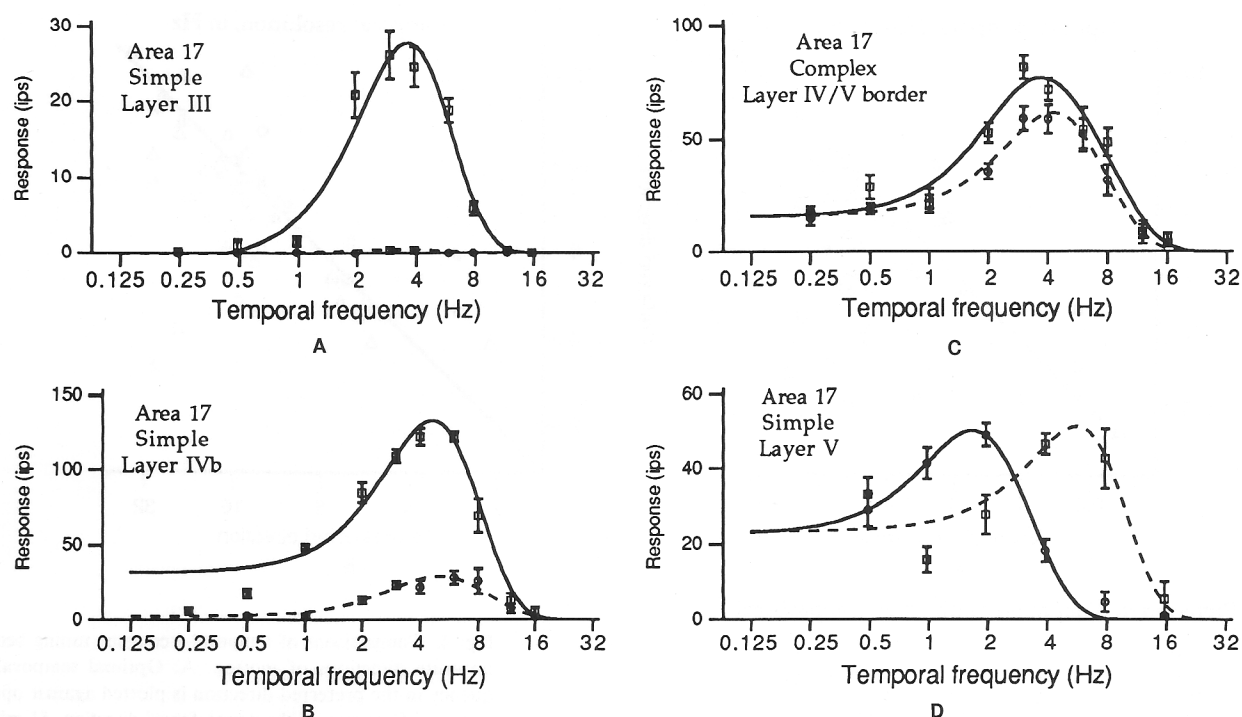 30
20
10
0
Response (ips)
Area 17
Simple
Layer III
0.125 0.25 0.5 1 2 4 8 16 32
Temporal frequency (Hz)
A
100
50
0
Response (ips)
Area 17
Complex
Layer IV/V border
0.125 0.25 0.5 1 2 4 8 16 32
Temporal frequency (Hz)
C
150
100
50
0
Response (ips)
Area 17
Simple
Layer IVb
0.125 0.25 0.5 1 2 4 8 16 32
Temporal frequency (Hz)
B
60
40
20
0
Response (ips)
Area 17
Simple
Layer V
0.125 0.25 0.5 1 2 4 8 16 32
Temporal frequency (Hz)
D